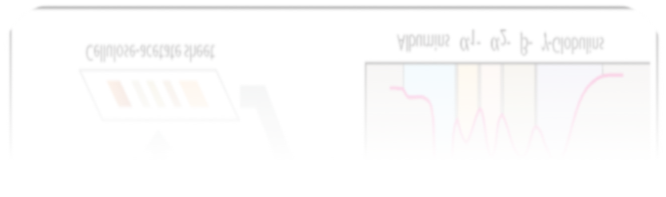 Cellulose-acetate sheet
Albumins α1- α2- β- γ-Globulins